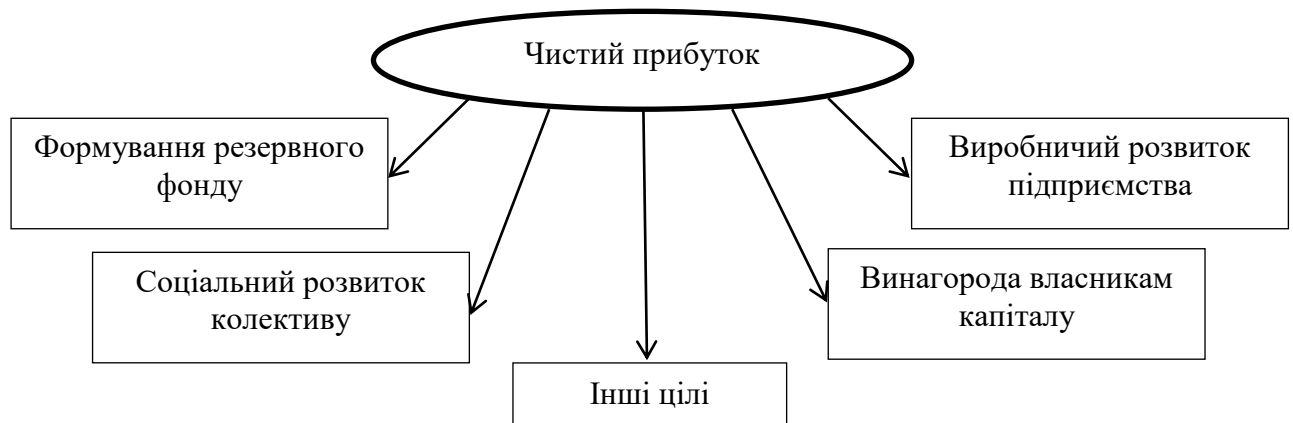 Чистий прибуток
Формування резервного
фонду
Виробничий розвиток
підприємства
Соціальний розвиток
колективу
Винагорода власникам
капіталу
Інші цілі